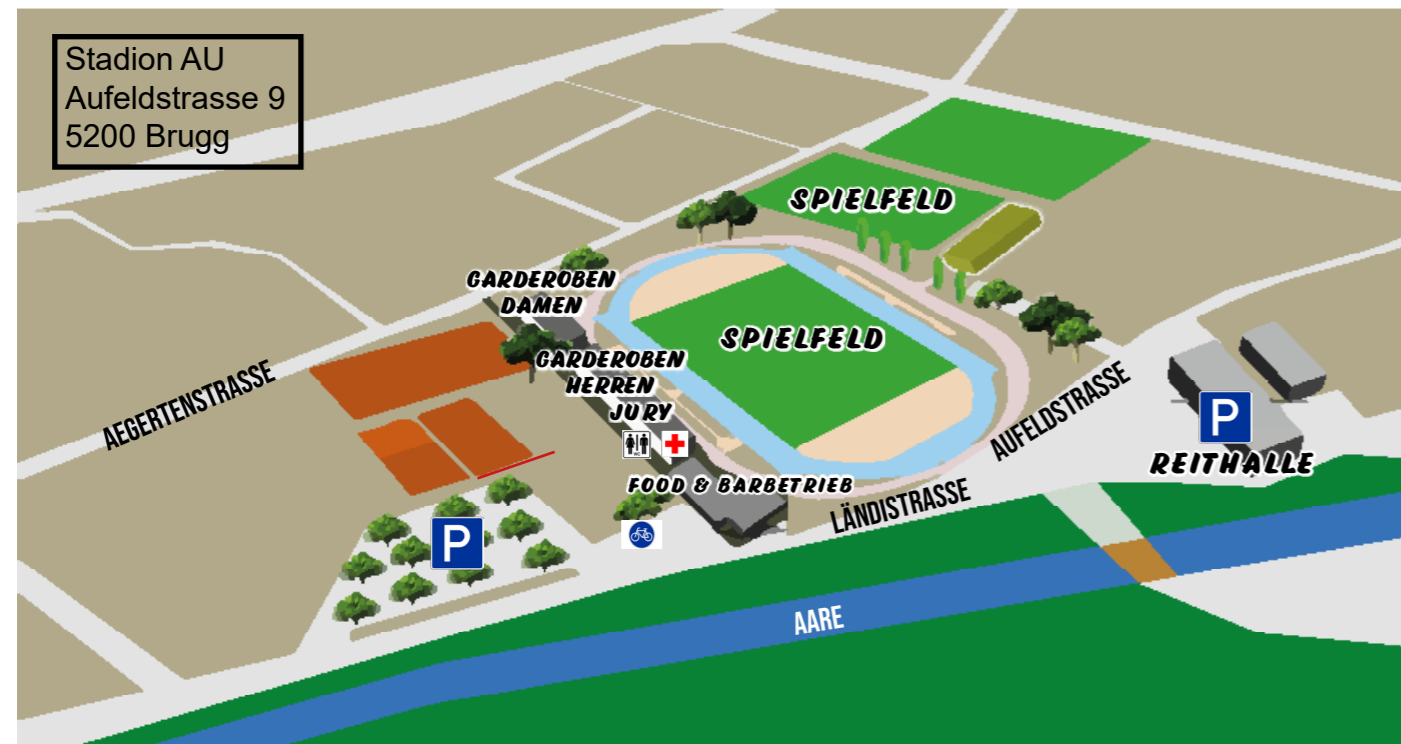 Stadion AU
Aufeldstrasse 9
5200 Brugg
SPIELFELD
GARDEROBEN
DAMEN
SPIELFELD
GARDEROBEN
HERREN
JURY
AEGERTENSTRASSE
AUFELDSTRASSE
P
REITHALLE
FOOD & BARBETRIEB
LÄNDISTRASSE
P
AARE